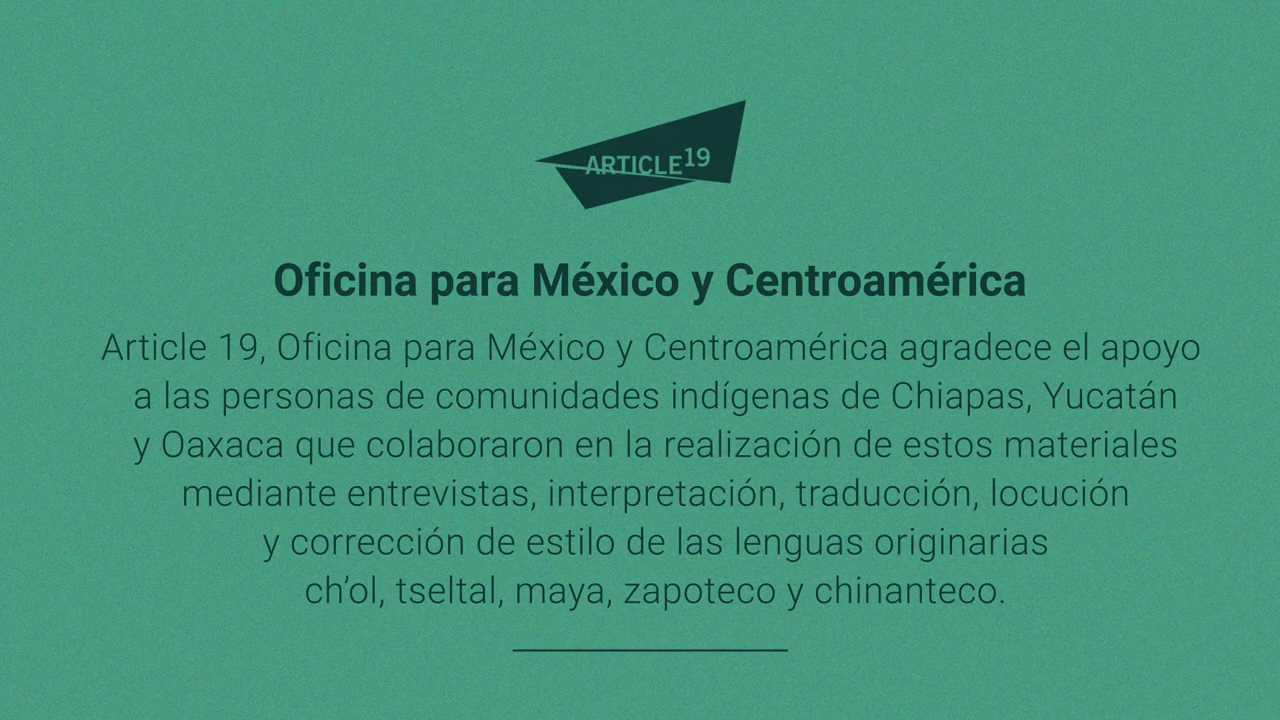 ARTICLE 19
Oficina para México y Centroamérica
Article 19, Oficina para México y Centroamérica agradece el apoyo
a las personas de comunidades indígenas de Chiapas, Yucatán
y Oaxaca que colaboraron en la realización de estos materiales
mediante entrevistas, interpretación, traducción, locución
y corrección de estilo de las lenguas originarias
ch’ol, tseltal, maya, zapoteco y chinanteco.